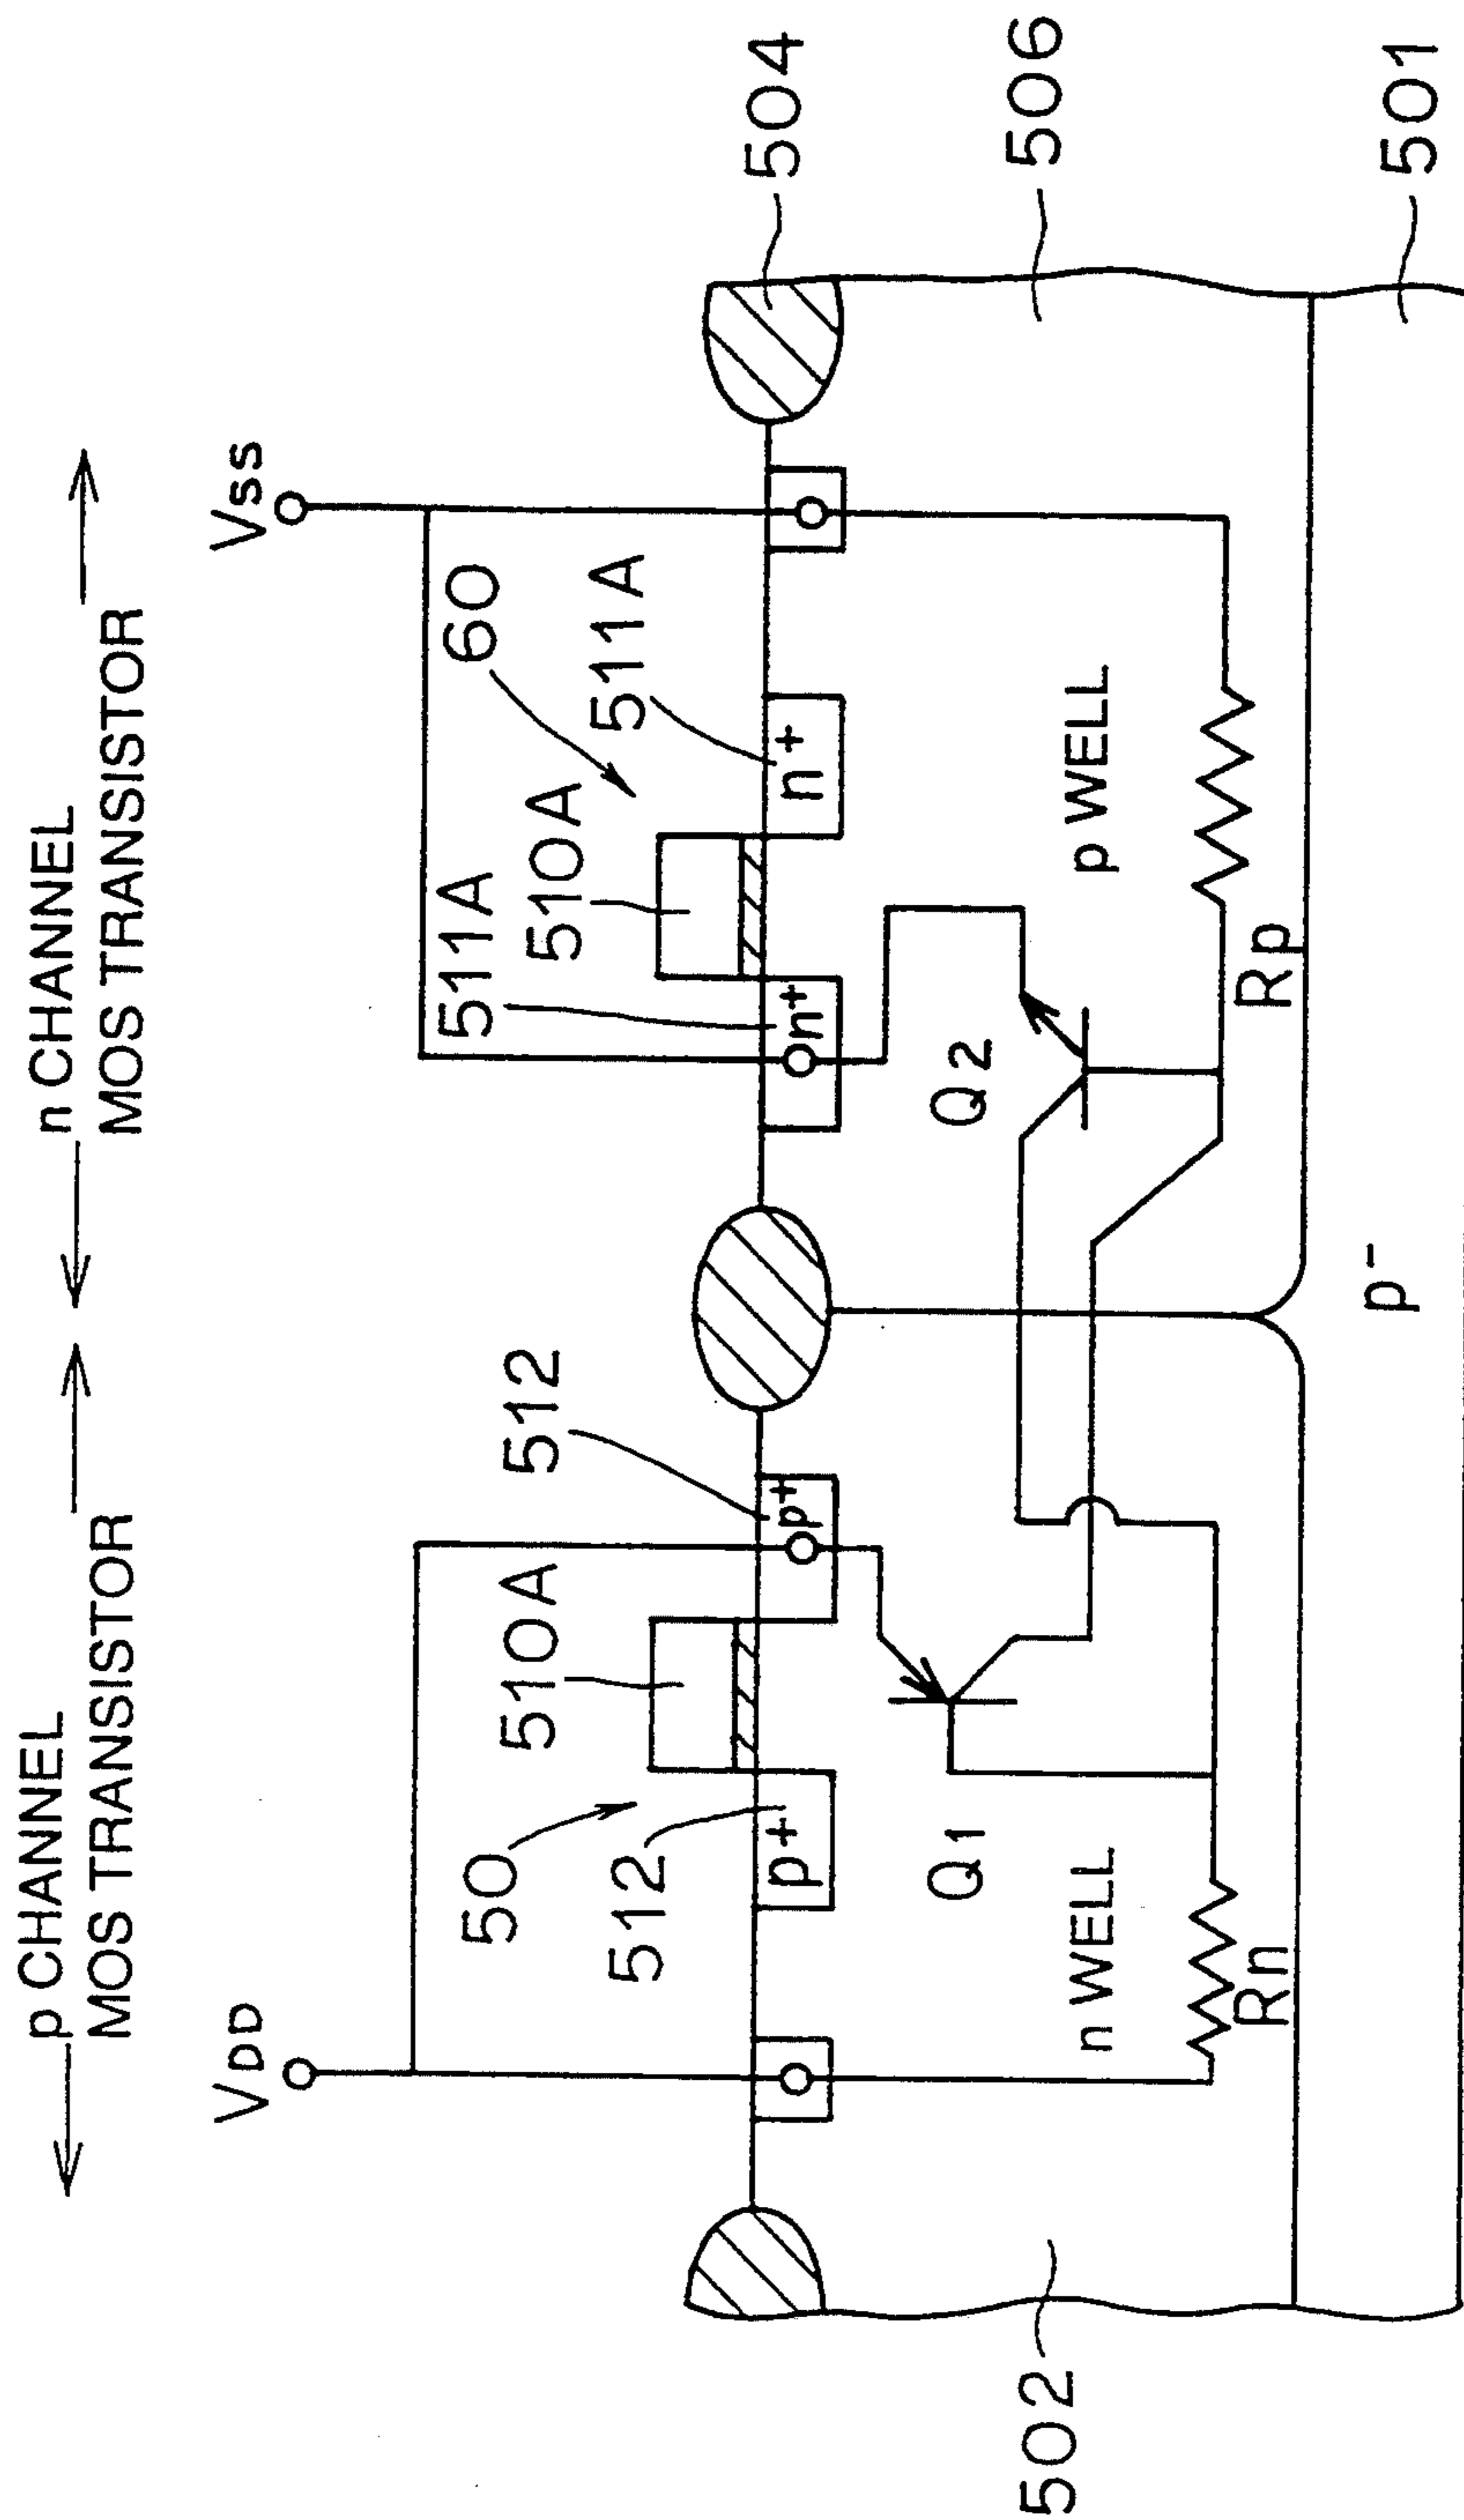 p CHANNEL
MOS TRANSISTOR
n CHANNEL
MOS TRANSISTOR
VDD
Vss
50
512
510A
512
511A
510A
60
511A
504
p+
p+
n+
n+
Q1
Q2
n WELL
p WELL
Rn
Rp
502
506
p-
501